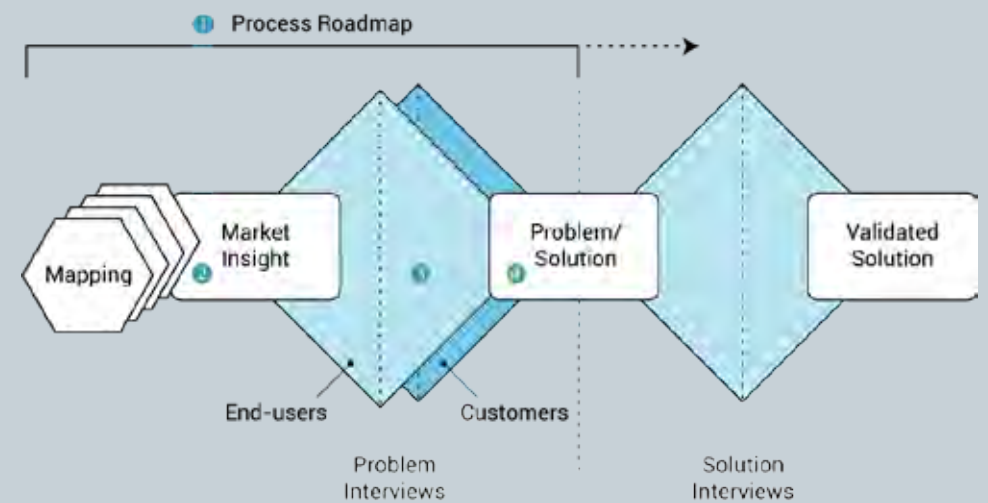 Process Roadmap
Mapping
Market
Insight
Problem/
Solution
Validated
Solution
End-users
Customers
Problem
Interviews
Solution
Interviews